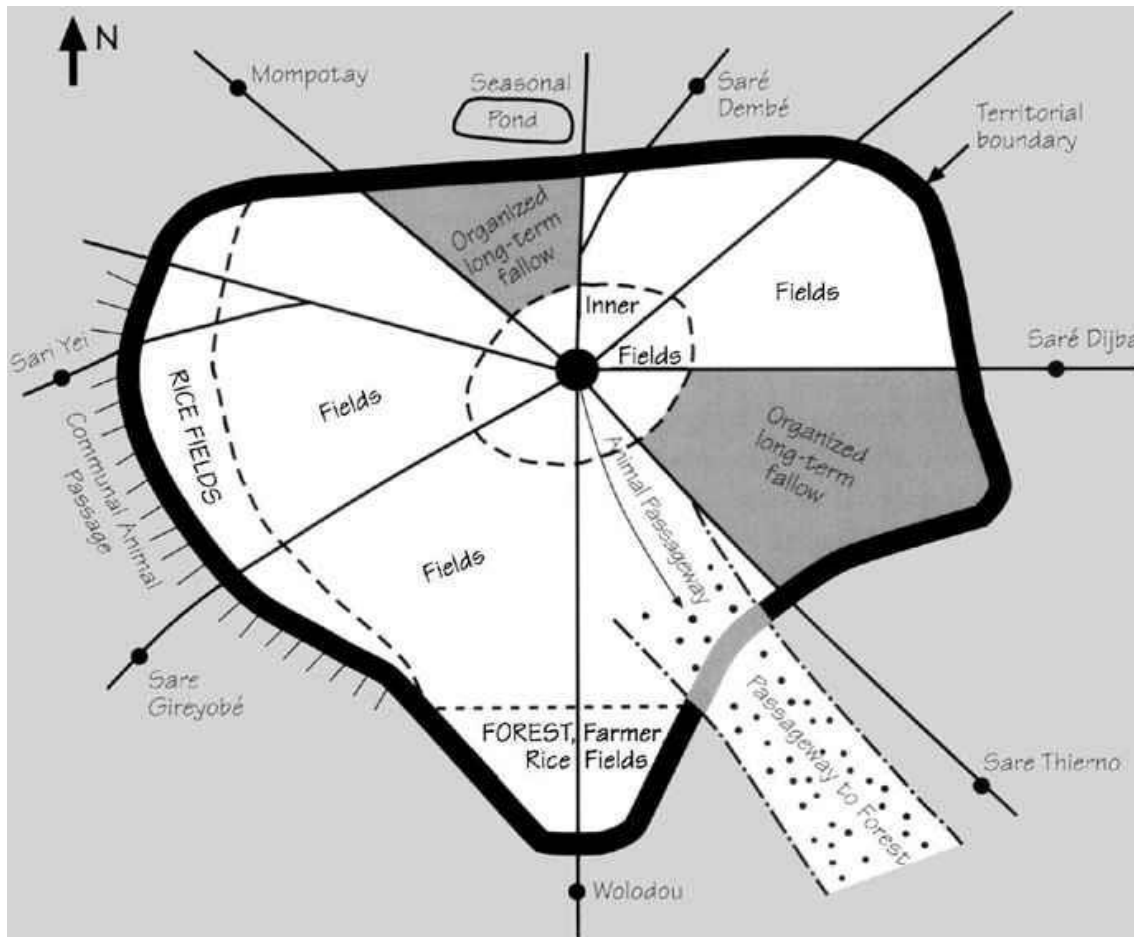 N
Mompotay
Seasonal
Pond
Saré
Dembé
Territorial
boundary
Organized
long-term
fallow
Inner
Fields
Fields
Sari Yei
Saré Dijba
RICE FIELDS
Fields
Communal Animal
Passage
Organized
long-term
fallow
Animal Passageway
Fields
Sare
Gireyobé
FOREST, Farmer
Rice Fields
Passageway to Forest
Sare Thierno
Wolodou